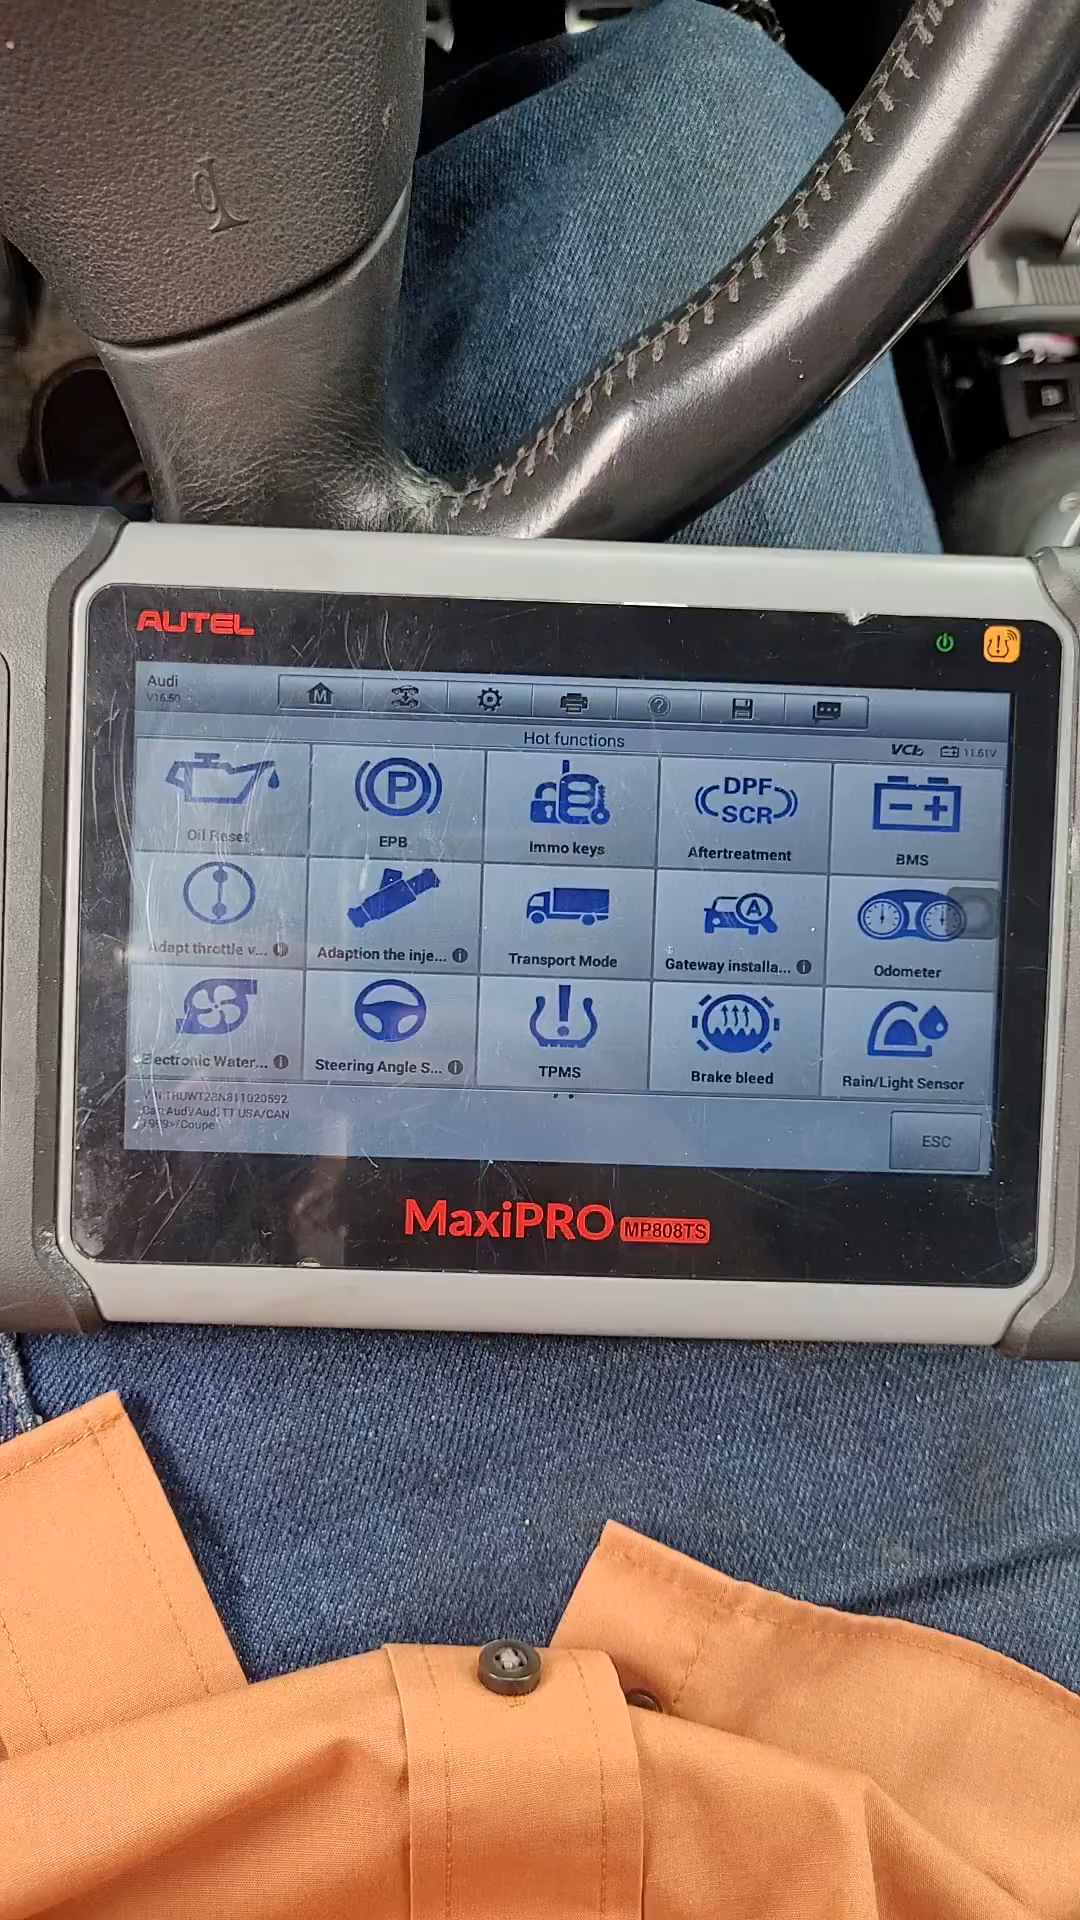 AUTEL
Audi
V16.50
M
?
Hot functions
VCI
11.61V
Oil Reset
P
EPB
Immo keys
DPF
SCR
Aftertreatment
BMS
Adapt throttle v...
Adaption the inje...
Transport Mode
A
Gateway installa...
Odometer
Electronic Water...
Steering Angle S...
TPMS
Brake bleed
Rain/Light Sensor
Car: Audi/Audi TT USA/CAN
1999>/Coupe
ESC
MaxiPRO MP808TS